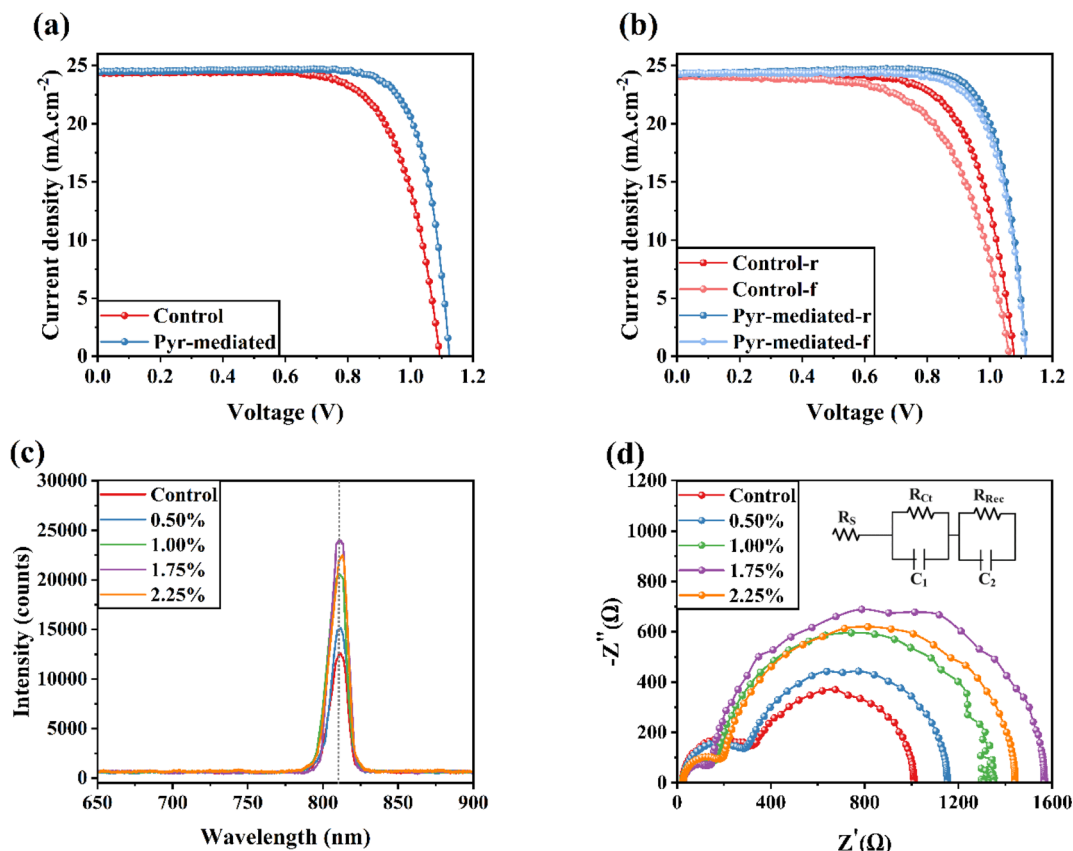 (a)
25
20
15
10
5
0
Current density (mA.cm⁻²)
Control
Pyr-mediated
0.0 0.2 0.4 0.6 0.8 1.0 1.2
Voltage (V)
(b)
25
20
15
10
5
0
Current density (mA.cm⁻²)
Control-r
Control-f
Pyr-mediated-r
Pyr-mediated-f
0.0 0.2 0.4 0.6 0.8 1.0 1.2
Voltage (V)
(c)
30000
25000
20000
15000
10000
5000
0
Intensity (counts)
Control
0.50%
1.00%
1.75%
2.25%
650 700 750 800 850 900
Wavelength (nm)
(d)
1200
1000
800
600
400
200
0
-Z''(Ω)
Control
0.50%
1.00%
1.75%
2.25%
R_S
R_Ct
R_Rec
C_1
C_2
0 400 800 1200 1600
Z'(Ω)